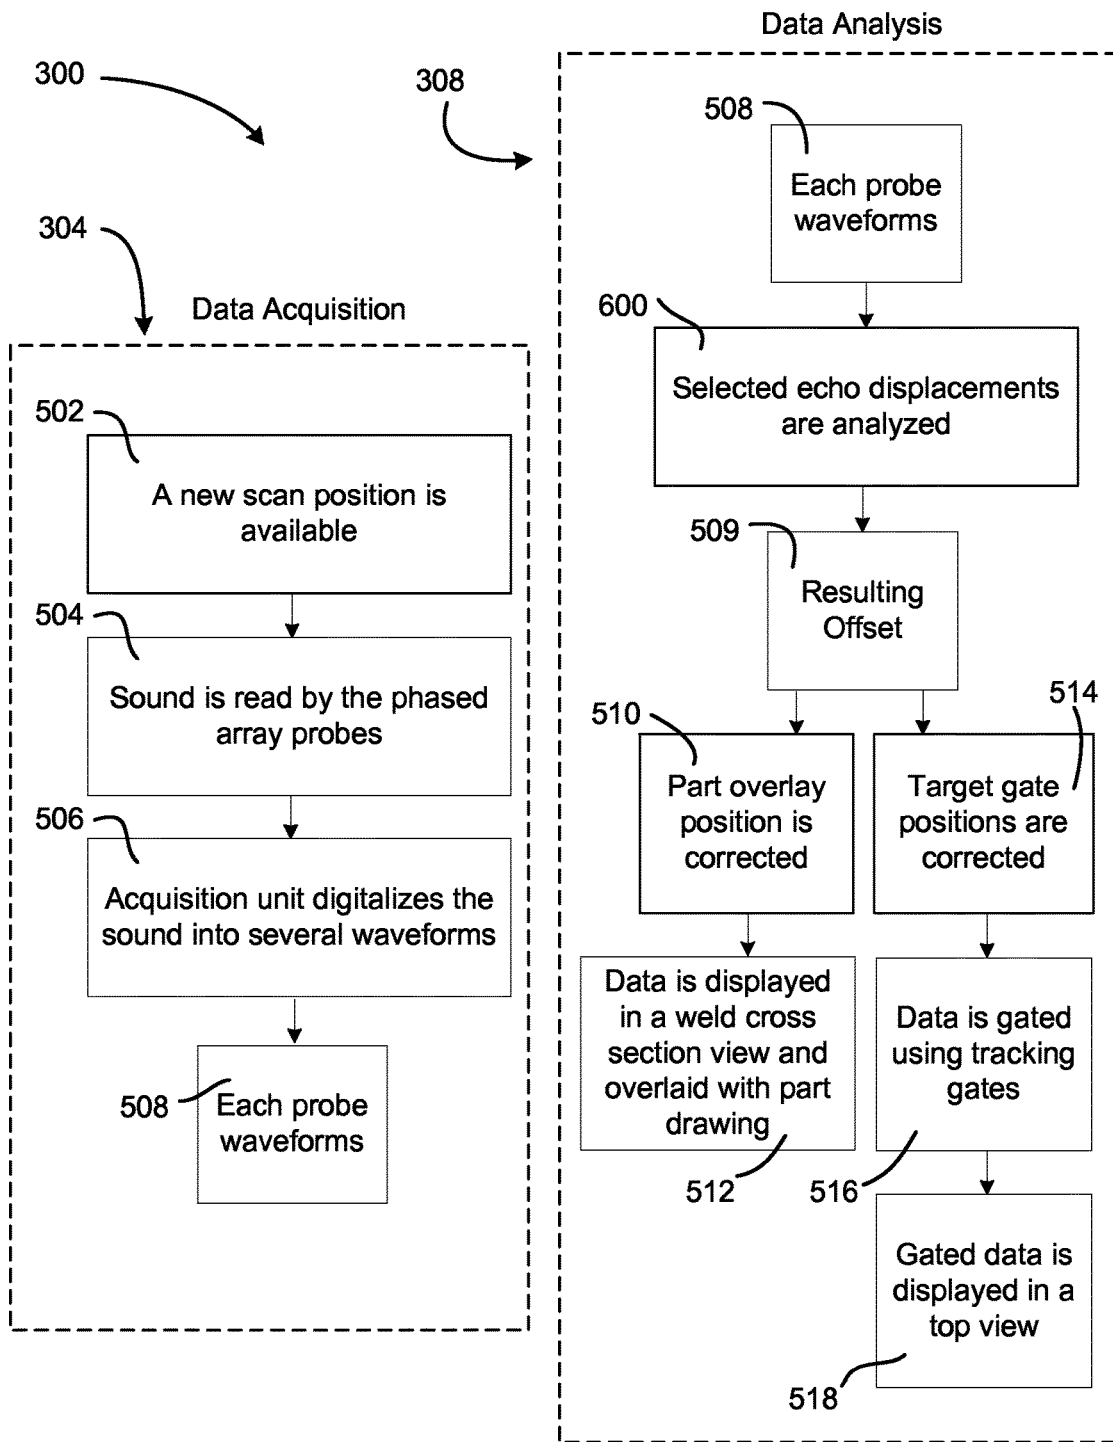 300
304
Data Acquisition
502
A new scan position is
available
504
Sound is read by the phased
array probes
506
Acquisition unit digitalizes the
sound into several waveforms
508
Each probe
waveforms
Data Analysis
308
508
Each probe
waveforms
600
Selected echo displacements
are analyzed
509
Resulting
Offset
510
Part overlay
position is
corrected
Data is displayed
in a weld cross
section view and
overlaid with part
drawing
512
514
Target gate
positions are
corrected
Data is gated
using tracking
gates
516
Gated data is
displayed in a
top view
518